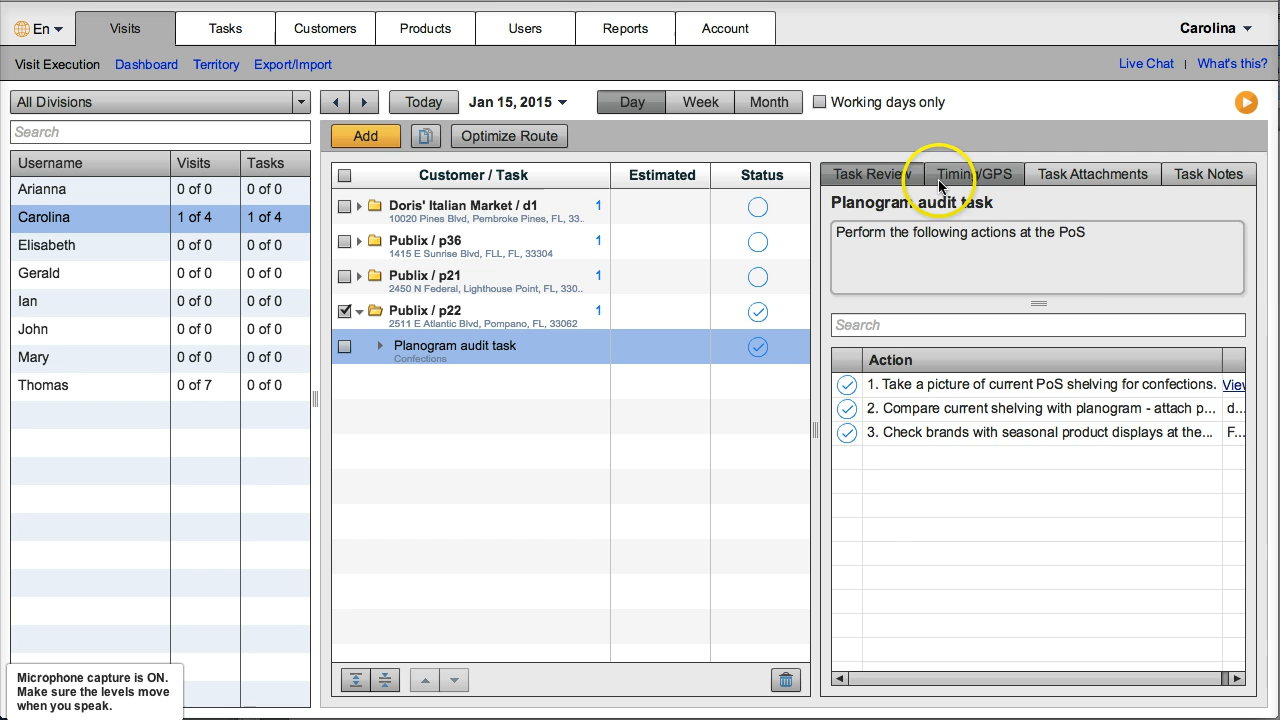 En
Visits
Tasks
Customers
Products
Users
Reports
Account
Carolina
Visit Execution
Dashboard
Territory
Export/Import
Live Chat
|
What's this?
All Divisions
Today
Jan 15, 2015
Day
Week
Month
Working days only
Search
Add
Optimize Route
Username
Visits
Tasks
Arianna 0 of 0 0 of 0
Carolina 1 of 4 1 of 4
Elisabeth 0 of 0 0 of 0
Gerald 0 of 0 0 of 0
Ian 0 of 0 0 of 0
John 0 of 0 0 of 0
Mary 0 of 0 0 of 0
Thomas 0 of 7 0 of 0
Microphone capture is ON.
Make sure the levels move
when you speak.
Customer / Task
Estimated
Status
Doris' Italian Market / d1 1
10020 Pines Blvd, Pembroke Pines, FL, 33..
Publix / p36 1
1415 E Sunrise Blvd, FLL, FL, 33304
Publix / p21 1
2450 N Federal, Lighthouse Point, FL, 330..
Publix / p22 1
2511 E Atlantic Blvd, Pompano, FL, 33062
Planogram audit task
Confections
Task Review
Timing/GPS
Task Attachments
Task Notes
Planogram audit task
Perform the following actions at the PoS
Search
Action
1. Take a picture of current PoS shelving for confections. View
2. Compare current shelving with planogram - attach p... d...
3. Check brands with seasonal product displays at the... F...